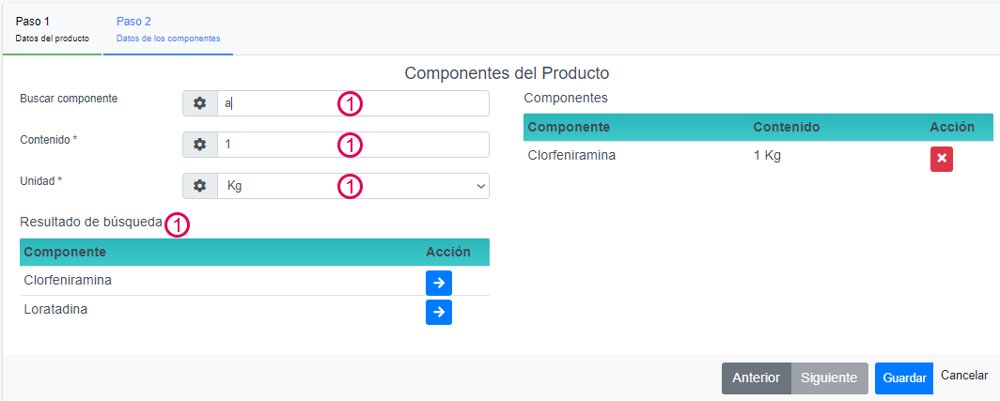 Paso 1
Datos del producto
Paso 2
Datos de los componentes
Componentes del Producto
Buscar componente
a
1
Contenido *
1
1
Unidad *
Kg
1
Resultado de búsqueda
1
Componente Acción
Clorfeniramina
Loratadina
Componentes
Componente Contenido Acción
Clorfeniramina 1 Kg
Anterior Siguiente Guardar Cancelar